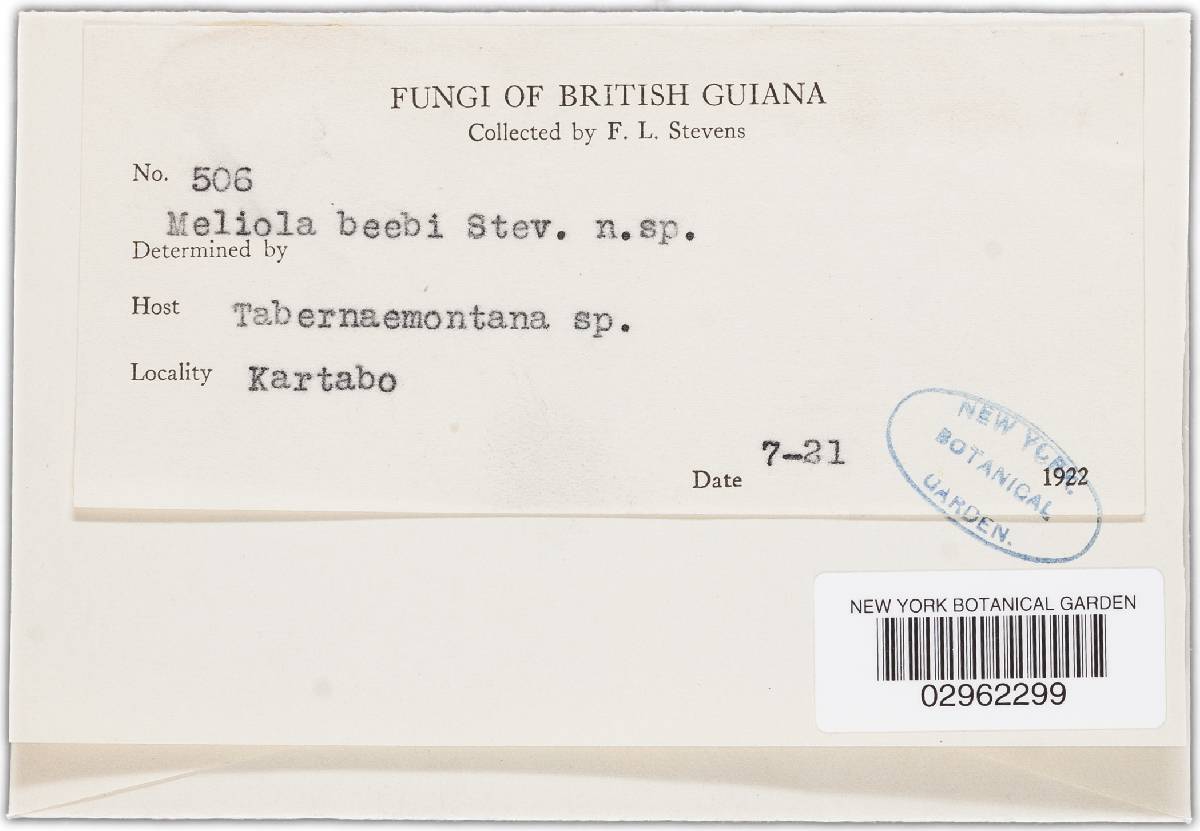 FUNGI OF BRITISH GUIANA
Collected by F. L. Stevens
No. 506
Meliola beebi Stev. n.sp.
Determined by
Host Tabernaemontana sp.
Locality Kartabo
Date 7-21 1922
NEW YORK
BOTANICAL
GARDEN.
NEW YORK BOTANICAL GARDEN
02962299